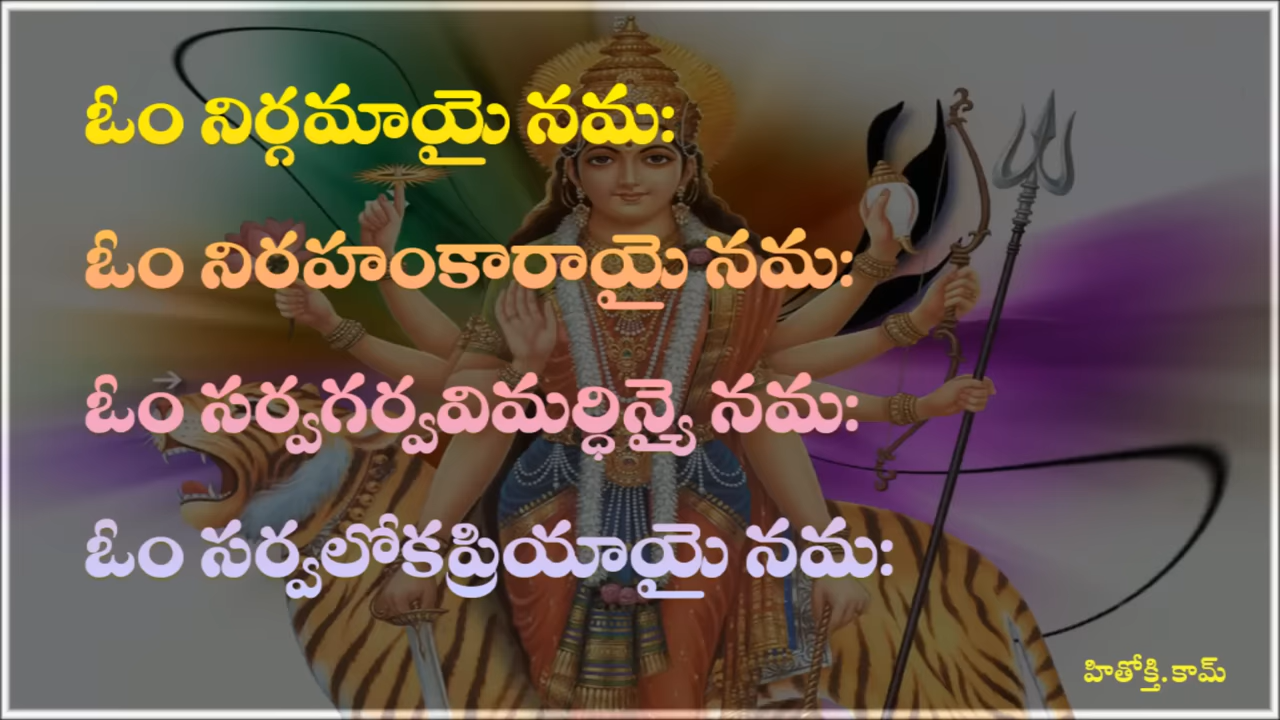 ఓం నిర్గమాయై నమః
ఓం నిరహంకారాయై నమః
ఓం సర్వగర్వవిమర్ధిన్యై నమః
ఓం సర్వలోకప్రియాయై నమః
హితోక్తి.కామ్